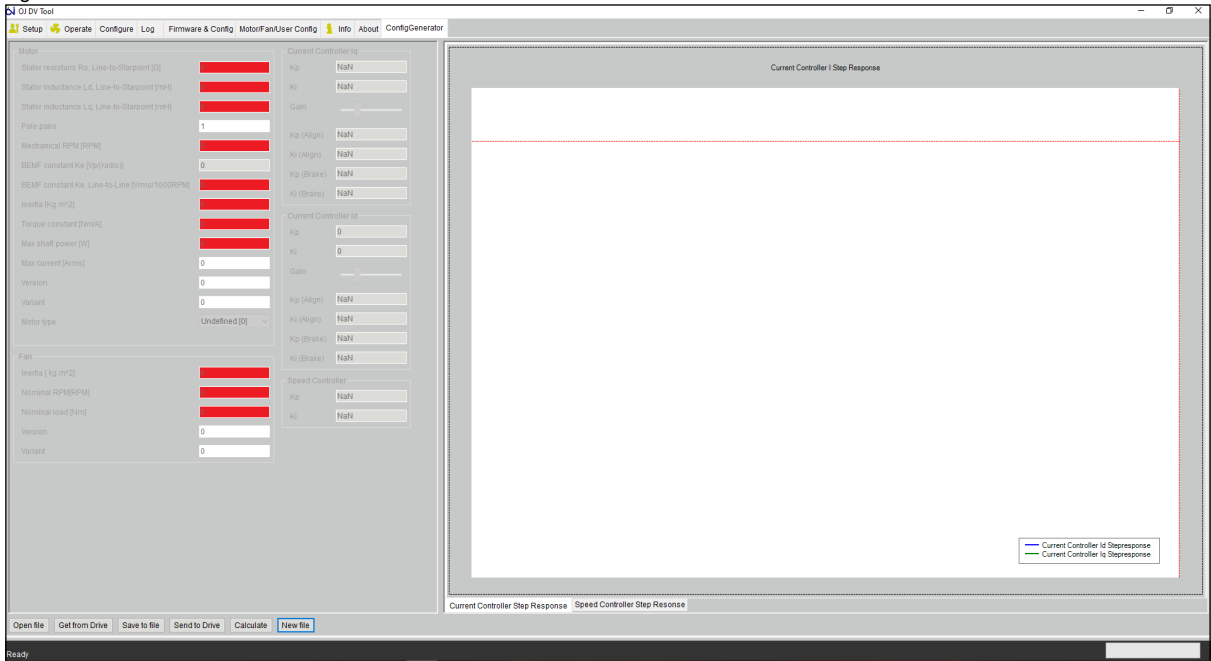 OJ DV Tool
Setup Operate Configure Log Firmware & Config Motor/Fan/User Config Info About ConfigGenerator
Motor
Stator resistans Rs, Line-to-Starpoint [Ω]
Stator inductance Ld, Line-to-Starpoint [mH]
Stator inductance Lq, Line-to-Starpoint [mH]
Pole pairs 1
Mechanical RPM [RPM]
BEMF constant Ke [Vp/(rad/s)] 0
BEMF constant Ke, Line-to-Line [Vrms/1000RPM]
Inertia [Kg m^2]
Torque constant [Nm/A]
Max shaft power [W]
Max current [Arms] 0
Version 0
Variant 0
Motor type Undefined [0]
Fan
Inertia [ kg m^2]
Nominal RPM[RPM]
Nominal load [Nm]
Version 0
Variant 0
Current Controller Iq
Kp NaN
Ki NaN
Gain
Kp (Align) NaN
Ki (Align) NaN
Kp (Brake) NaN
Ki (Brake) NaN
Current Controller Id
Kp 0
Ki 0
Gain
Kp (Align) NaN
Ki (Align) NaN
Kp (Brake) NaN
Ki (Brake) NaN
Speed Controller
Kp NaN
Ki NaN
Current Controller I Step Response
Current Controller Id Stepresponse
Current Controller Iq Stepresponse
Current Controller Step Response Speed Controller Step Resonse
Open file Get from Drive Save to file Send to Drive Calculate New file
Ready